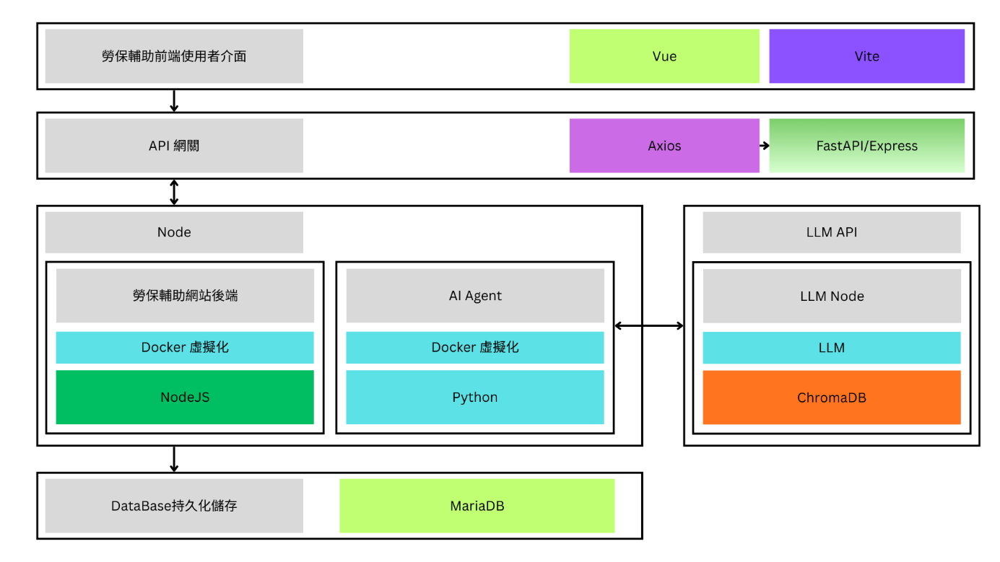 勞保輔助前端使用者介面
Vue
Vite
API 網關
Axios
FastAPI/Express
Node
勞保輔助網站後端
Docker 虛擬化
NodeJS
AI Agent
Docker 虛擬化
Python
LLM API
LLM Node
LLM
ChromaDB
DataBase持久化儲存
MariaDB